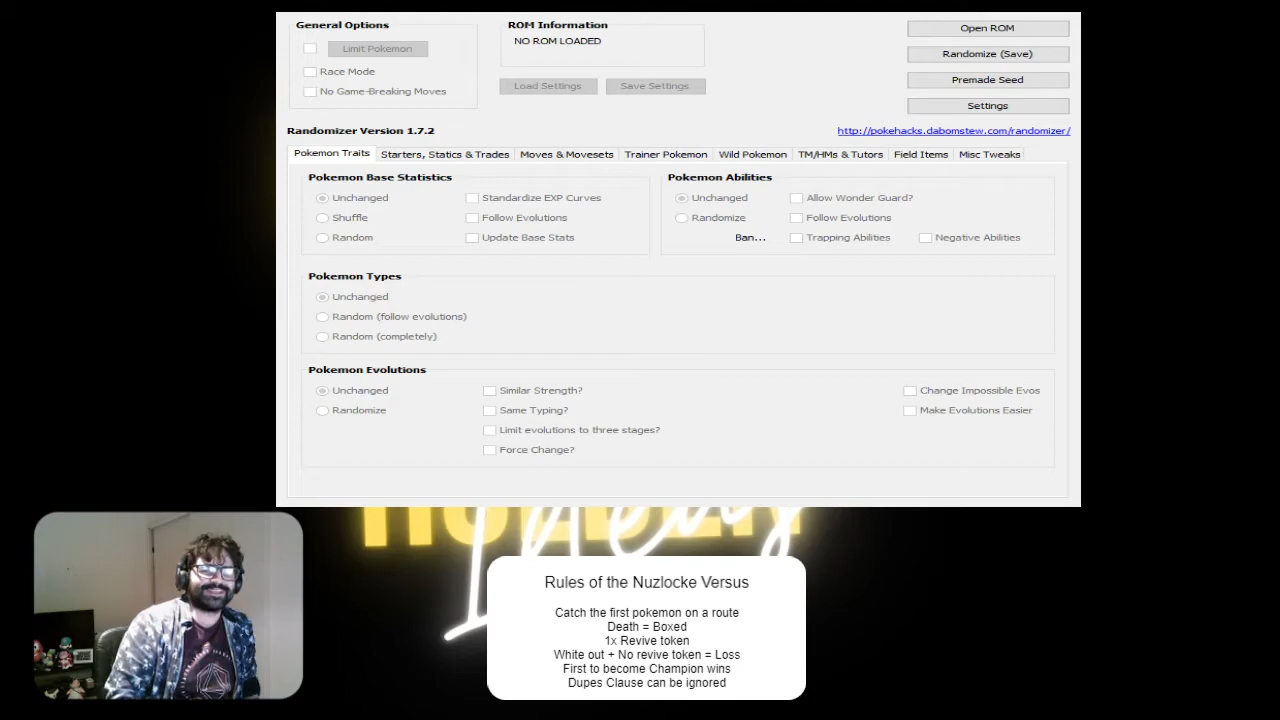 General Options
ROM Information
NO ROM LOADED
Limit Pokemon
Race Mode
No Game-Breaking Moves
Load Settings
Save Settings
Open ROM
Randomize (Save)
Premade Seed
Settings
Randomizer Version 1.7.2
http://pokehacks.dabomstew.com/randomizer/
Pokemon Traits
Starters, Statics & Trades
Moves & Movesets
Trainer Pokemon
Wild Pokemon
TM/HMs & Tutors
Field Items
Misc Tweaks
Pokemon Base Statistics
Unchanged
Shuffle
Random
Standardize EXP Curves
Follow Evolutions
Update Base Stats
Pokemon Abilities
Unchanged
Randomize
Ban...
Allow Wonder Guard?
Follow Evolutions
Trapping Abilities
Negative Abilities
Pokemon Types
Unchanged
Random (follow evolutions)
Random (completely)
Pokemon Evolutions
Unchanged
Randomize
Similar Strength?
Same Typing?
Limit evolutions to three stages?
Force Change?
Change Impossible Evos
Make Evolutions Easier
Rules of the Nuzlocke Versus
Catch the first pokemon on a route
Death = Boxed
1x Revive token
White out + No revive token = Loss
First to become Champion wins
Dupes Clause can be ignored